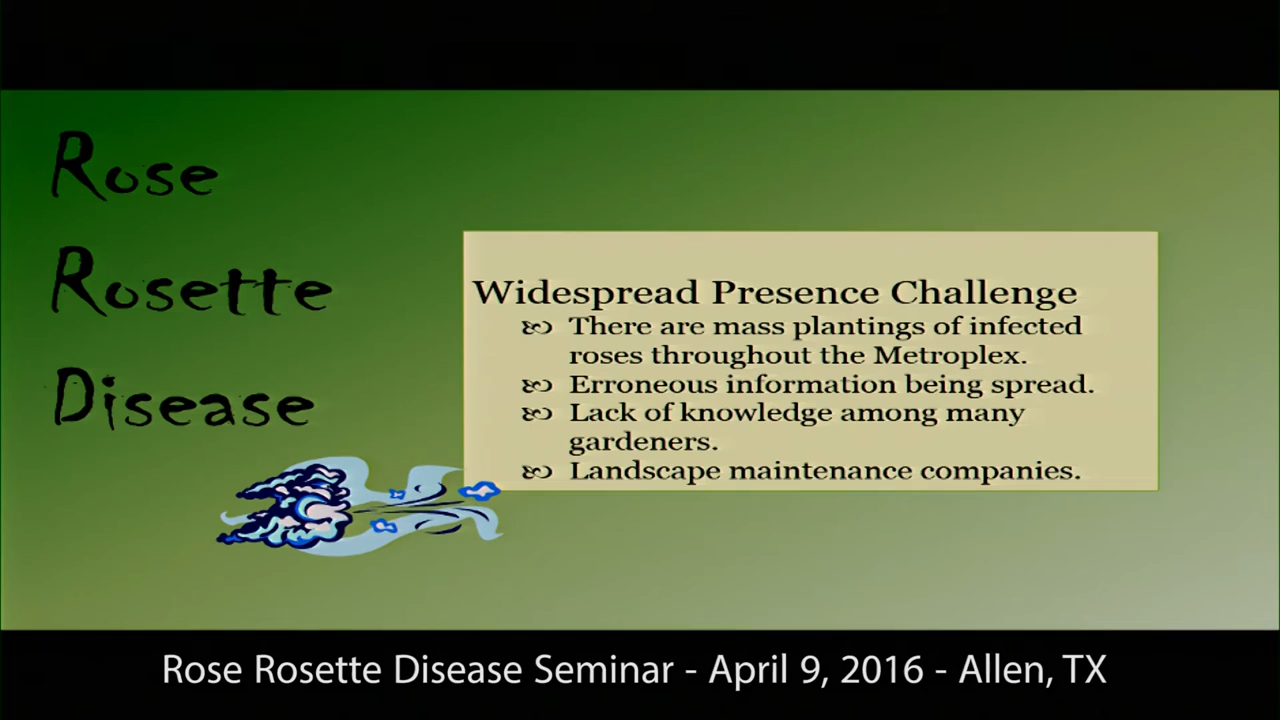 Rose
Rosette
Disease
Widespread Presence Challenge
There are mass plantings of infected
roses throughout the Metroplex.
Erroneous information being spread.
Lack of knowledge among many
gardeners.
Landscape maintenance companies.
Rose Rosette Disease Seminar - April 9, 2016 - Allen, TX